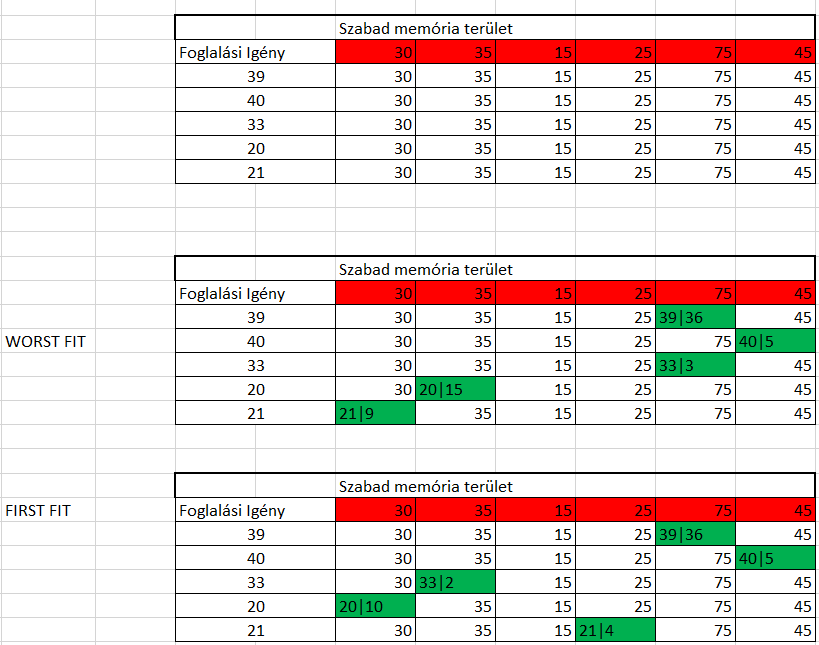 Szabad memória terület
Foglalási Igény 30 35 15 25 75 45
39 30 35 15 25 75 45
40 30 35 15 25 75 45
33 30 35 15 25 75 45
20 30 35 15 25 75 45
21 30 35 15 25 75 45
Szabad memória terület
Foglalási Igény 30 35 15 25 75 45
39 30 35 15 25 39|36 45
WORST FIT 40 30 35 15 25 75 40|5
33 30 35 15 25 33|3 45
20 30 20|15 15 25 75 45
21 21|9 35 15 25 75 45
Szabad memória terület
FIRST FIT Foglalási Igény 30 35 15 25 75 45
39 30 35 15 25 39|36 45
40 30 35 15 25 75 40|5
33 30 33|2 15 25 75 45
20 20|10 35 15 25 75 45
21 30 35 15 21|4 75 45